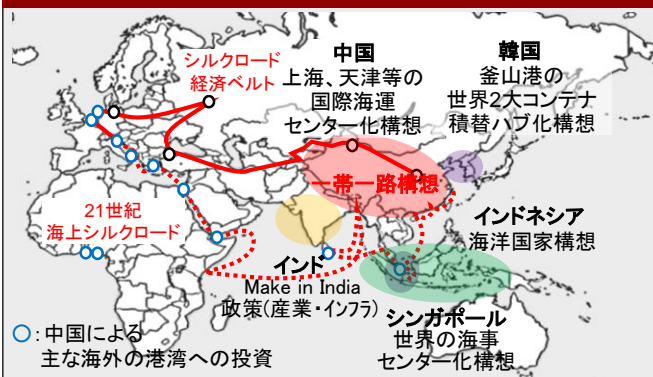 シルクロード
経済ベルト
中国
上海、天津等の
国際海運
センター化構想
韓国
釜山港の
世界2大コンテナ
積替ハブ化構想
一帯一路構想
21世紀
海上シルクロード
インド
Make in India
政策(産業・インフラ)
インドネシア
海洋国家構想
シンガポール
世界の海事
センター化構想
○:中国による
主な海外の港湾への投資